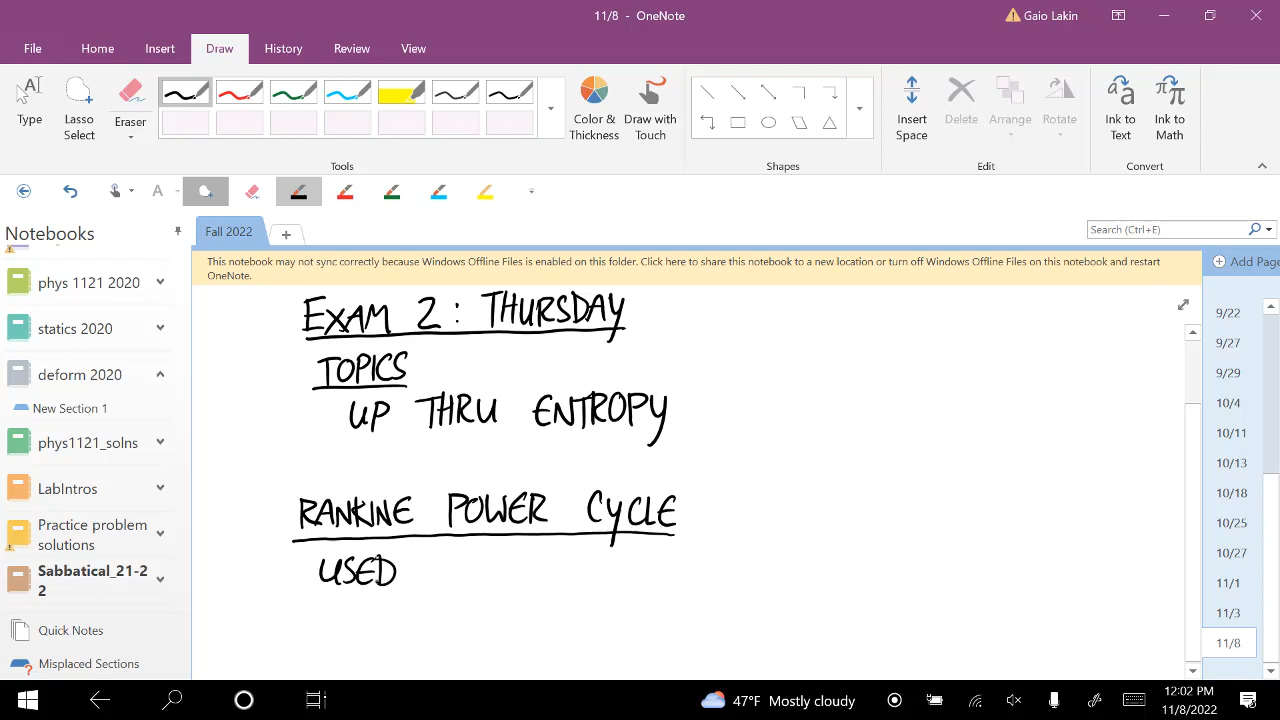 11/8 - OneNote
Gaio Lakin
File Home Insert Draw History Review View
Type
Lasso Select
Eraser
Color & Thickness
Draw with Touch
Insert Space
Delete
Arrange
Rotate
Ink to Text
Ink to Math
Tools
Shapes
Edit
Convert
A
Notebooks
Fall 2022
Search (Ctrl+E)
This notebook may not sync correctly because Windows Offline Files is enabled on this folder. Click here to share this notebook to a new location or turn off Windows Offline Files on this notebook and restart
OneNote.
Add Page
phys 1121 2020
statics 2020
deform 2020
New Section 1
phys1121_solns
LabIntros
Practice problem
solutions
Sabbatical_21-2
2
Quick Notes
Misplaced Sections
EXAM 2: THURSDAY
TOPICS
UP THRU ENTROPY
RANKINE POWER CYCLE
USED
9/22
9/27
9/29
10/4
10/11
10/13
10/18
10/25
10/27
11/1
11/3
11/8
47°F Mostly cloudy
12:02 PM
11/8/2022